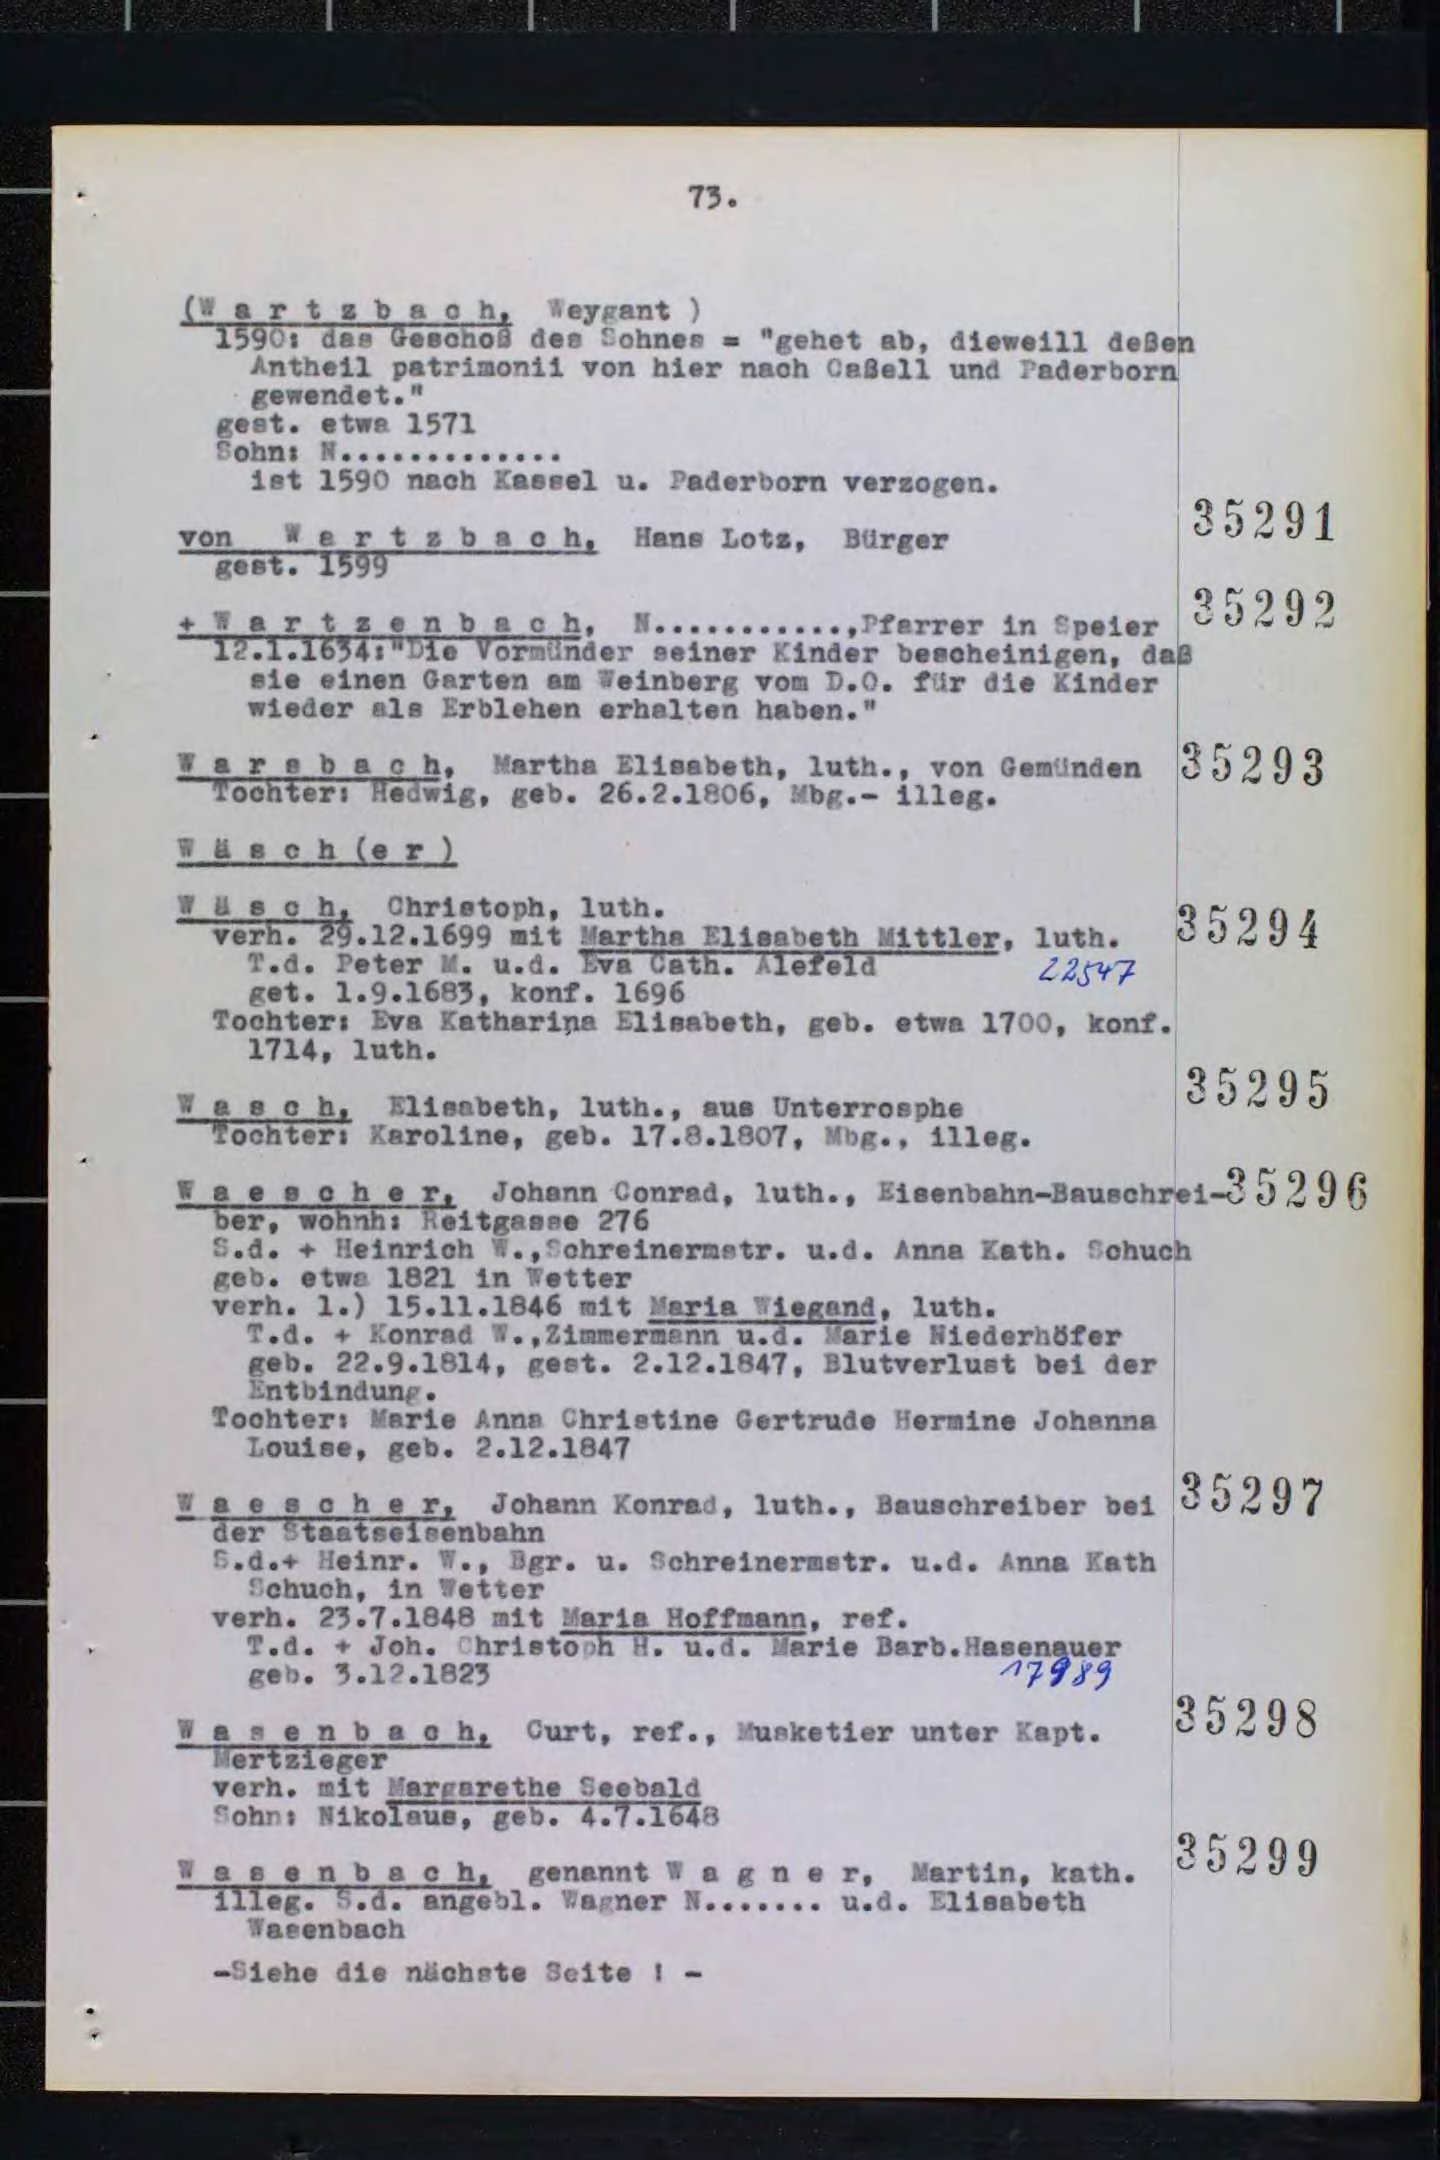 73.
(W a r t z b a c h, Weygant )
1590: das Geschoß des Sohnes = "gehet ab, dieweill deßen
Antheil patrimonii von hier nach Caßell und Paderborn
gewendet."
gest. etwa 1571
Sohn: N.............
ist 1590 nach Kassel u. Paderborn verzogen.
35291
von W a r t z b a c h, Hans Lotz, Bürger
gest. 1599
35292
+ W a r t z e n b a c h, N...........,Pfarrer in Speier
12.1.1634:"Die Vormünder seiner Kinder bescheinigen, daß
sie einen Garten am Weinberg vom D.O. für die Kinder
wieder als Erblehen erhalten haben."
W a r s b a c h, Martha Elisabeth, luth., von Gemünden 35293
Tochter: Hedwig, geb. 26.2.1806, Mbg.- illeg.
W ä s c h (e r )
W ä s c h, Christoph, luth. 35294
verh. 29.12.1699 mit Martha Elisabeth Mittler, luth.
T.d. Peter M. u.d. Eva Cath. Alefeld 22547
get. 1.9.1683, konf. 1696
Tochter: Eva Katharina Elisabeth, geb. etwa 1700, konf.
1714, luth.
35295
W a s c h, Elisabeth, luth., aus Unterrosphe
Tochter: Karoline, geb. 17.8.1807, Mbg., illeg.
W a e s c h e r, Johann Conrad, luth., Eisenbahn-Bauschrei- 35296
ber, wohnh: Reitgasse 276
S.d. + Heinrich W.,Schreinermstr. u.d. Anna Kath. Schuch
geb. etwa 1821 in Wetter
verh. 1.) 15.11.1846 mit Maria Wiegand, luth.
T.d. + Konrad W.,Zimmermann u.d. Marie Niederhöfer
geb. 22.9.1814, gest. 2.12.1847, Blutverlust bei der
Entbindung.
Tochter: Marie Anna Christine Gertrude Hermine Johanna
Louise, geb. 2.12.1847
W a e s c h e r, Johann Konrad, luth., Bauschreiber bei 35297
der Staatseisenbahn
S.d.+ Heinr. W., Bgr. u. Schreinermstr. u.d. Anna Kath
Schuch, in Wetter
verh. 23.7.1848 mit Maria Hoffmann, ref.
T.d. + Joh. Christoph H. u.d. Marie Barb.Hasenauer
geb. 3.12.1823 17989
W a s e n b a c h, Curt, ref., Musketier unter Kapt. 35298
Mertzieger
verh. mit Margarethe Seebald
Sohn: Nikolaus, geb. 4.7.1648
W a s e n b a c h, genannt W a g n e r, Martin, kath. 35299
illeg. S.d. angebl. Wagner N....... u.d. Elisabeth
Wasenbach
-Siehe die nächste Seite ! -